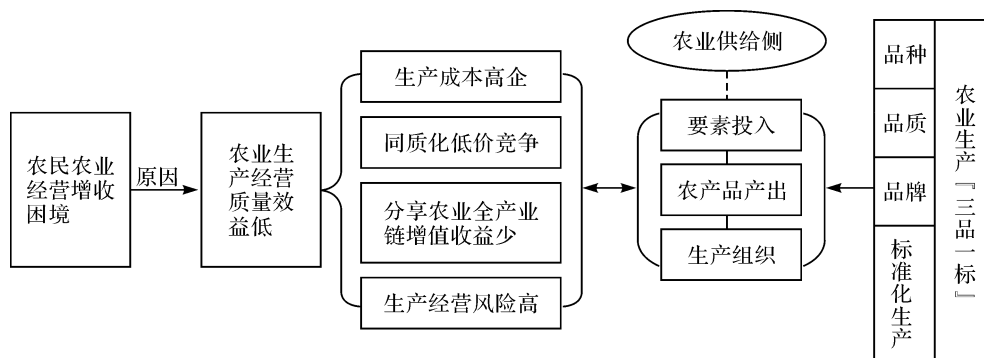 农民农业
经营增收
困境
原因
农业生
产经营
质量效
益低
生产成本高企
同质化低价竞争
分享农业全产业
链增值收益少
生产经营风险高
农业供给侧
要素投入
农产品产出
生产组织
品种
品质
品牌
标准化生产
农业生产『三品一标』